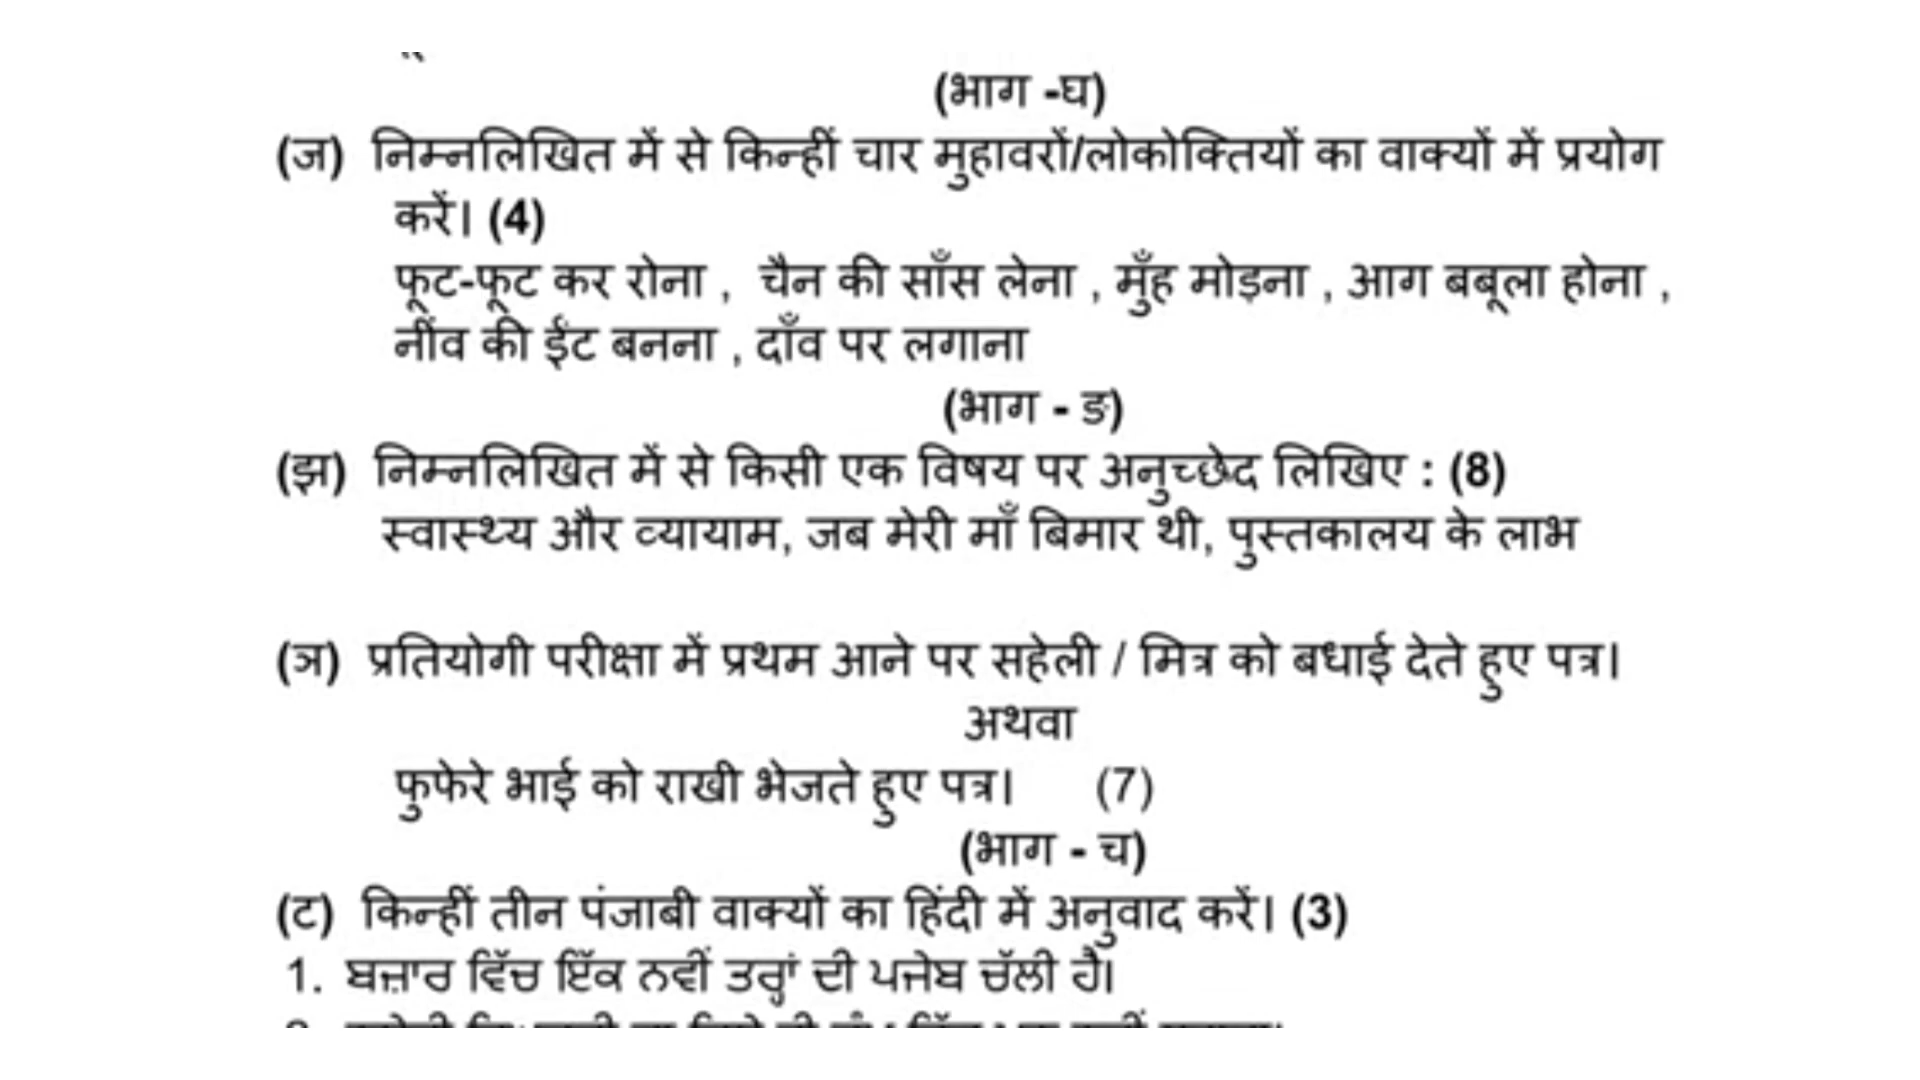 (भाग -घ)
(ज) निम्नलिखित में से किन्हीं चार मुहावरों/लोकोक्तियों का वाक्यों में प्रयोग
करें। (4)
फूट-फूट कर रोना , चैन की साँस लेना , मुँह मोड़ना , आग बबूला होना ,
नींव की ईंट बनना , दाँव पर लगाना
(भाग - ङ)
(झ) निम्नलिखित में से किसी एक विषय पर अनुच्छेद लिखिए : (8)
स्वास्थ्य और व्यायाम, जब मेरी माँ बिमार थी, पुस्तकालय के लाभ
(ञ) प्रतियोगी परीक्षा में प्रथम आने पर सहेली / मित्र को बधाई देते हुए पत्र।
अथवा
फुफेरे भाई को राखी भेजते हुए पत्र। (7)
(भाग - च)
(ट) किन्हीं तीन पंजाबी वाक्यों का हिंदी में अनुवाद करें। (3)
1. ਬਜ਼ਾਰ ਵਿੱਚ ਇੱਕ ਨਵੀਂ ਤਰ੍ਹਾਂ ਦੀ ਪਜੇਬ ਚੱਲੀ ਹੈ।